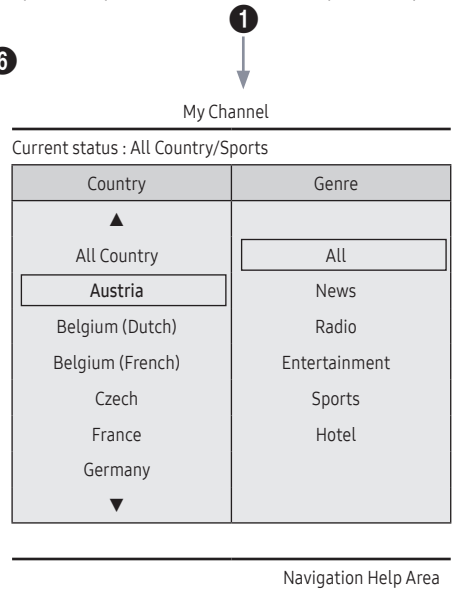 ❶
❻
My Channel
Current status : All Country/Sports
Country Genre
▲
All Country All
Austria News
Belgium (Dutch) Radio
Belgium (French) Entertainment
Czech Sports
France Hotel
Germany
▼
Navigation Help Area